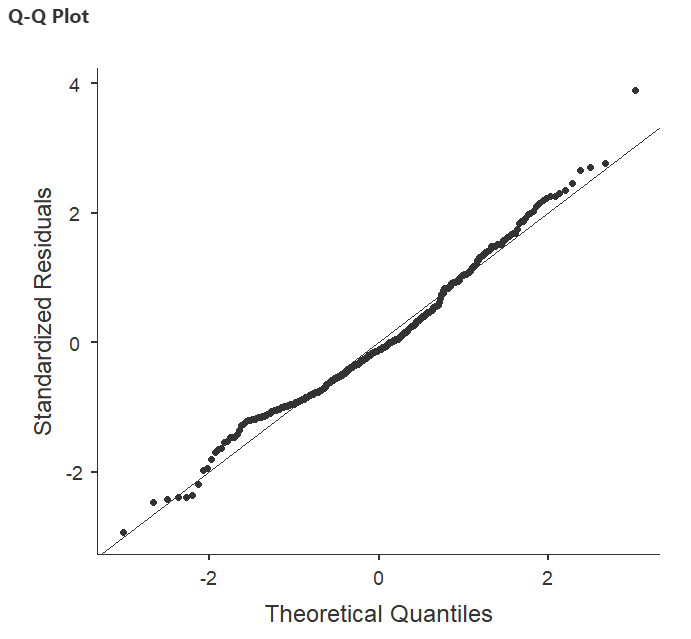 Q-Q Plot
4
2
0
-2
Standardized Residuals
-2
0
2
Theoretical Quantiles